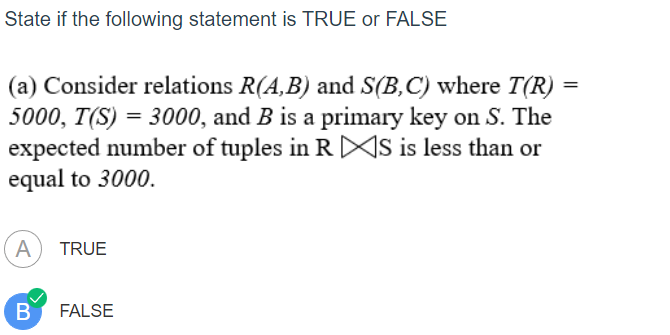 State if the following statement is TRUE or FALSE
(a) Consider relations R(A,B) and S(B,C) where T(R) =
5000, T(S) = 3000, and B is a primary key on S. The
expected number of tuples in R ⋈ S is less than or
equal to 3000.
A TRUE
B FALSE